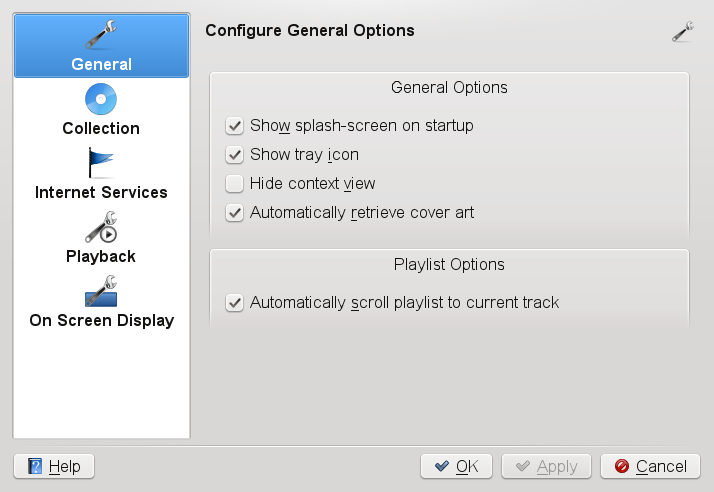 General
Collection
Internet Services
Playback
On Screen Display
Configure General Options
General Options
Show splash-screen on startup
Show tray icon
Hide context view
Automatically retrieve cover art
Playlist Options
Automatically scroll playlist to current track
Help
OK
Apply
Cancel